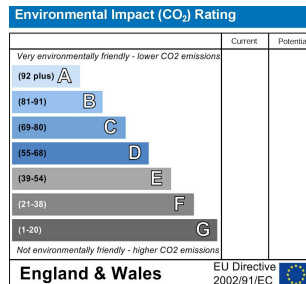 Environmental Impact (CO₂) Rating
Current Potentia
Very environmentally friendly - lower CO2 emissions
(92 plus) A
(81-91) B
(69-80) C
(55-68) D
(39-54) E
(21-38) F
(1-20) G
Not environmentally friendly - higher CO2 emissions
England & Wales
EU Directive
2002/91/EC